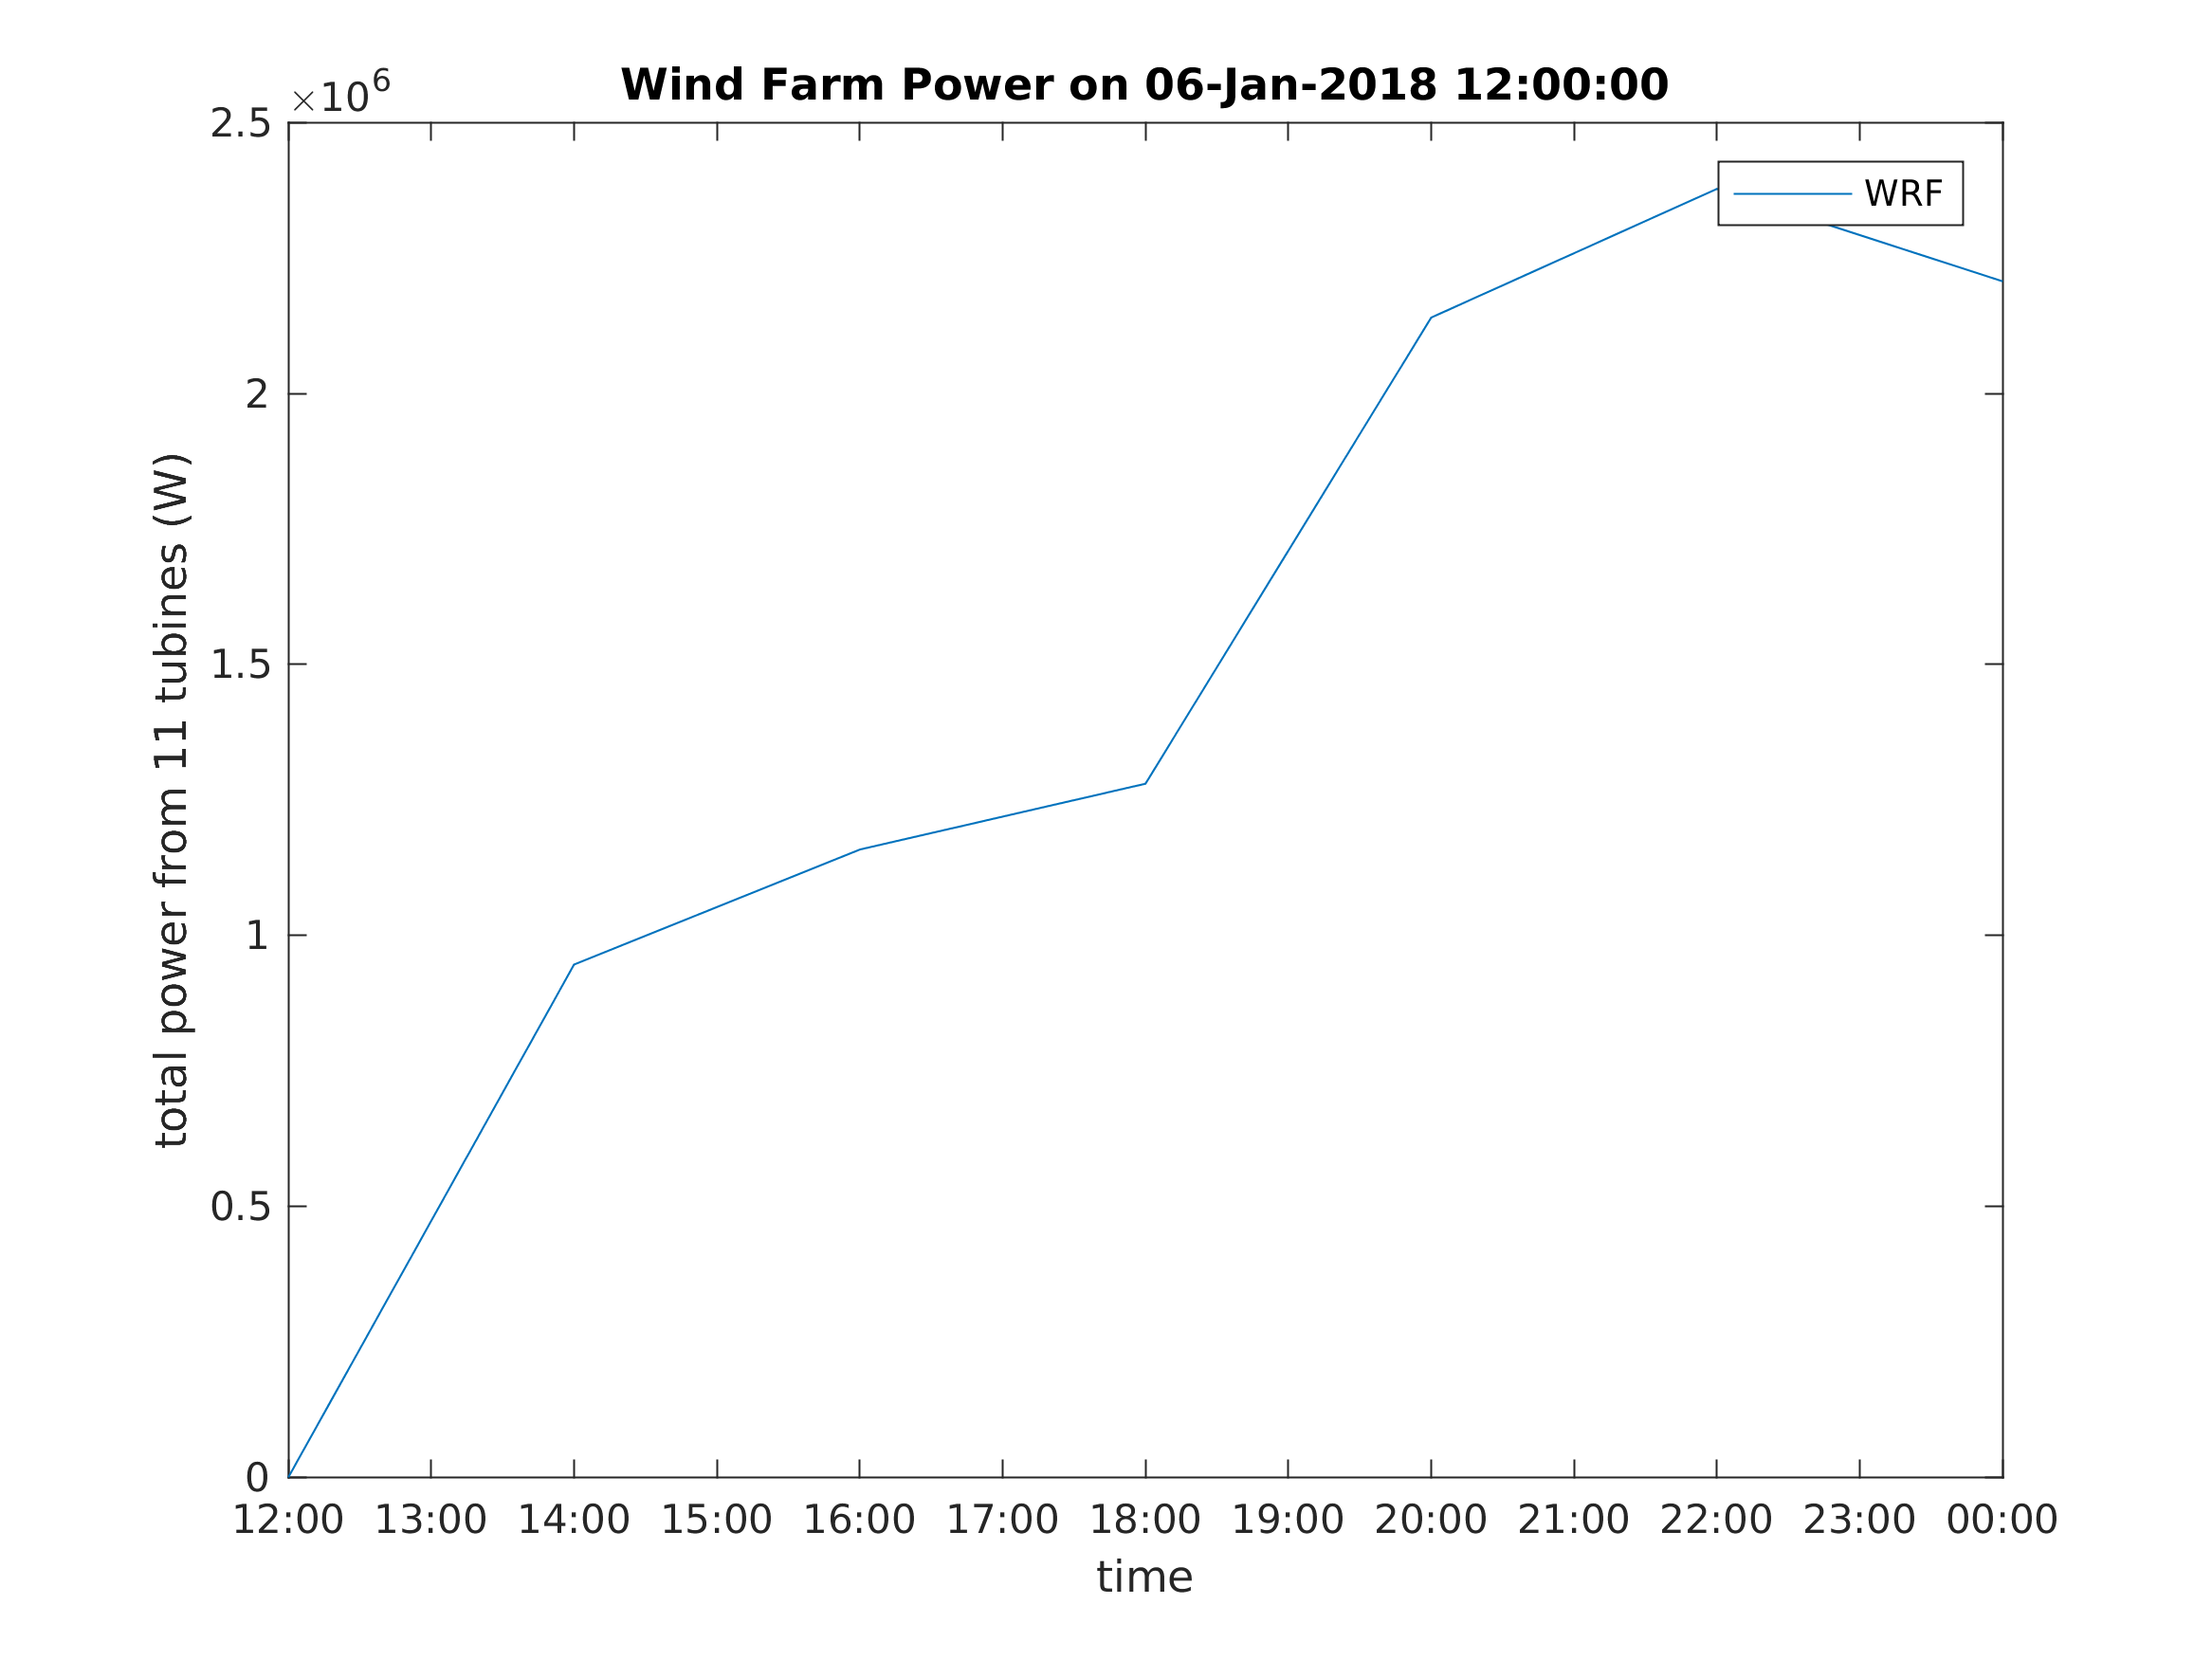 Wind Farm Power on 06-Jan-2018 12:00:00
×10^6
2.5
2
1.5
1
0.5
0
total power from 11 tubines (W)
WRF
12:00 13:00 14:00 15:00 16:00 17:00 18:00 19:00 20:00 21:00 22:00 23:00 00:00
time